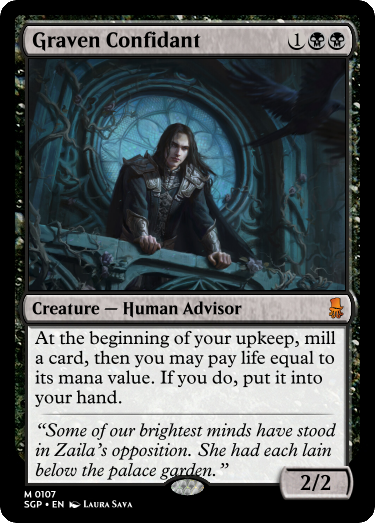 Graven Confidant 1
Creature — Human Advisor
At the beginning of your upkeep, mill
a card, then you may pay life equal to
its mana value. If you do, put it into
your hand.
“Some of our brightest minds have stood
in Zaila’s opposition. She had each lain
below the palace garden.”
2/2
M 0107
SGP • EN Laura Sava